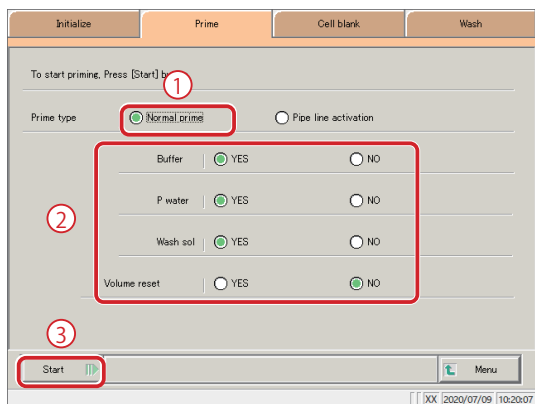 Initialize Prime Cell blank Wash
To start priming, Press [Start] b
1
Prime type Normal prime Pipe line activation
Buffer YES NO
P water YES NO
2
Wash sol YES NO
Volume reset YES NO
3
Start Menu
XX 2020/07/09 10:20:07